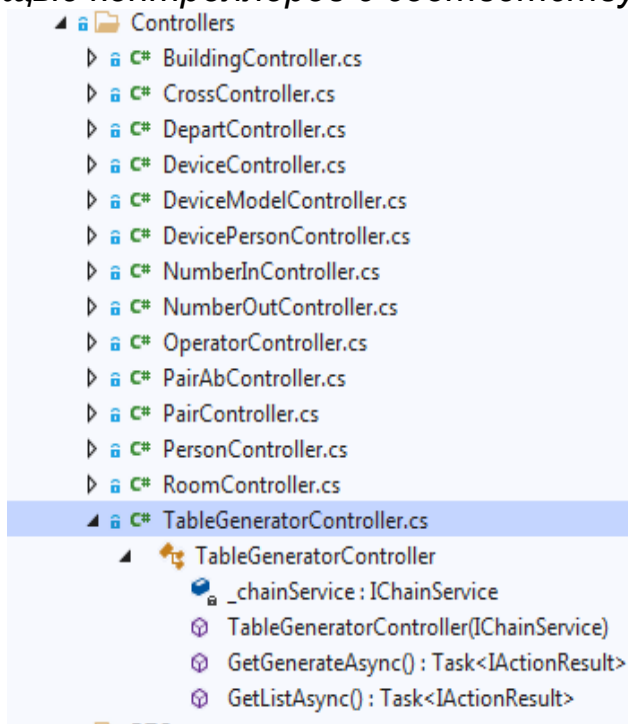 контроллеров
Controllers
C# BuildingController.cs
C# CrossController.cs
C# DepartController.cs
C# DeviceController.cs
C# DeviceModelController.cs
C# DevicePersonController.cs
C# NumberInController.cs
C# NumberOutController.cs
C# OperatorController.cs
C# PairAbController.cs
C# PairController.cs
C# PersonController.cs
C# RoomController.cs
C# TableGeneratorController.cs
TableGeneratorController
_chainService : IChainService
TableGeneratorController(IChainService)
GetGenerateAsync() : Task<IActionResult>
GetListAsync() : Task<IActionResult>